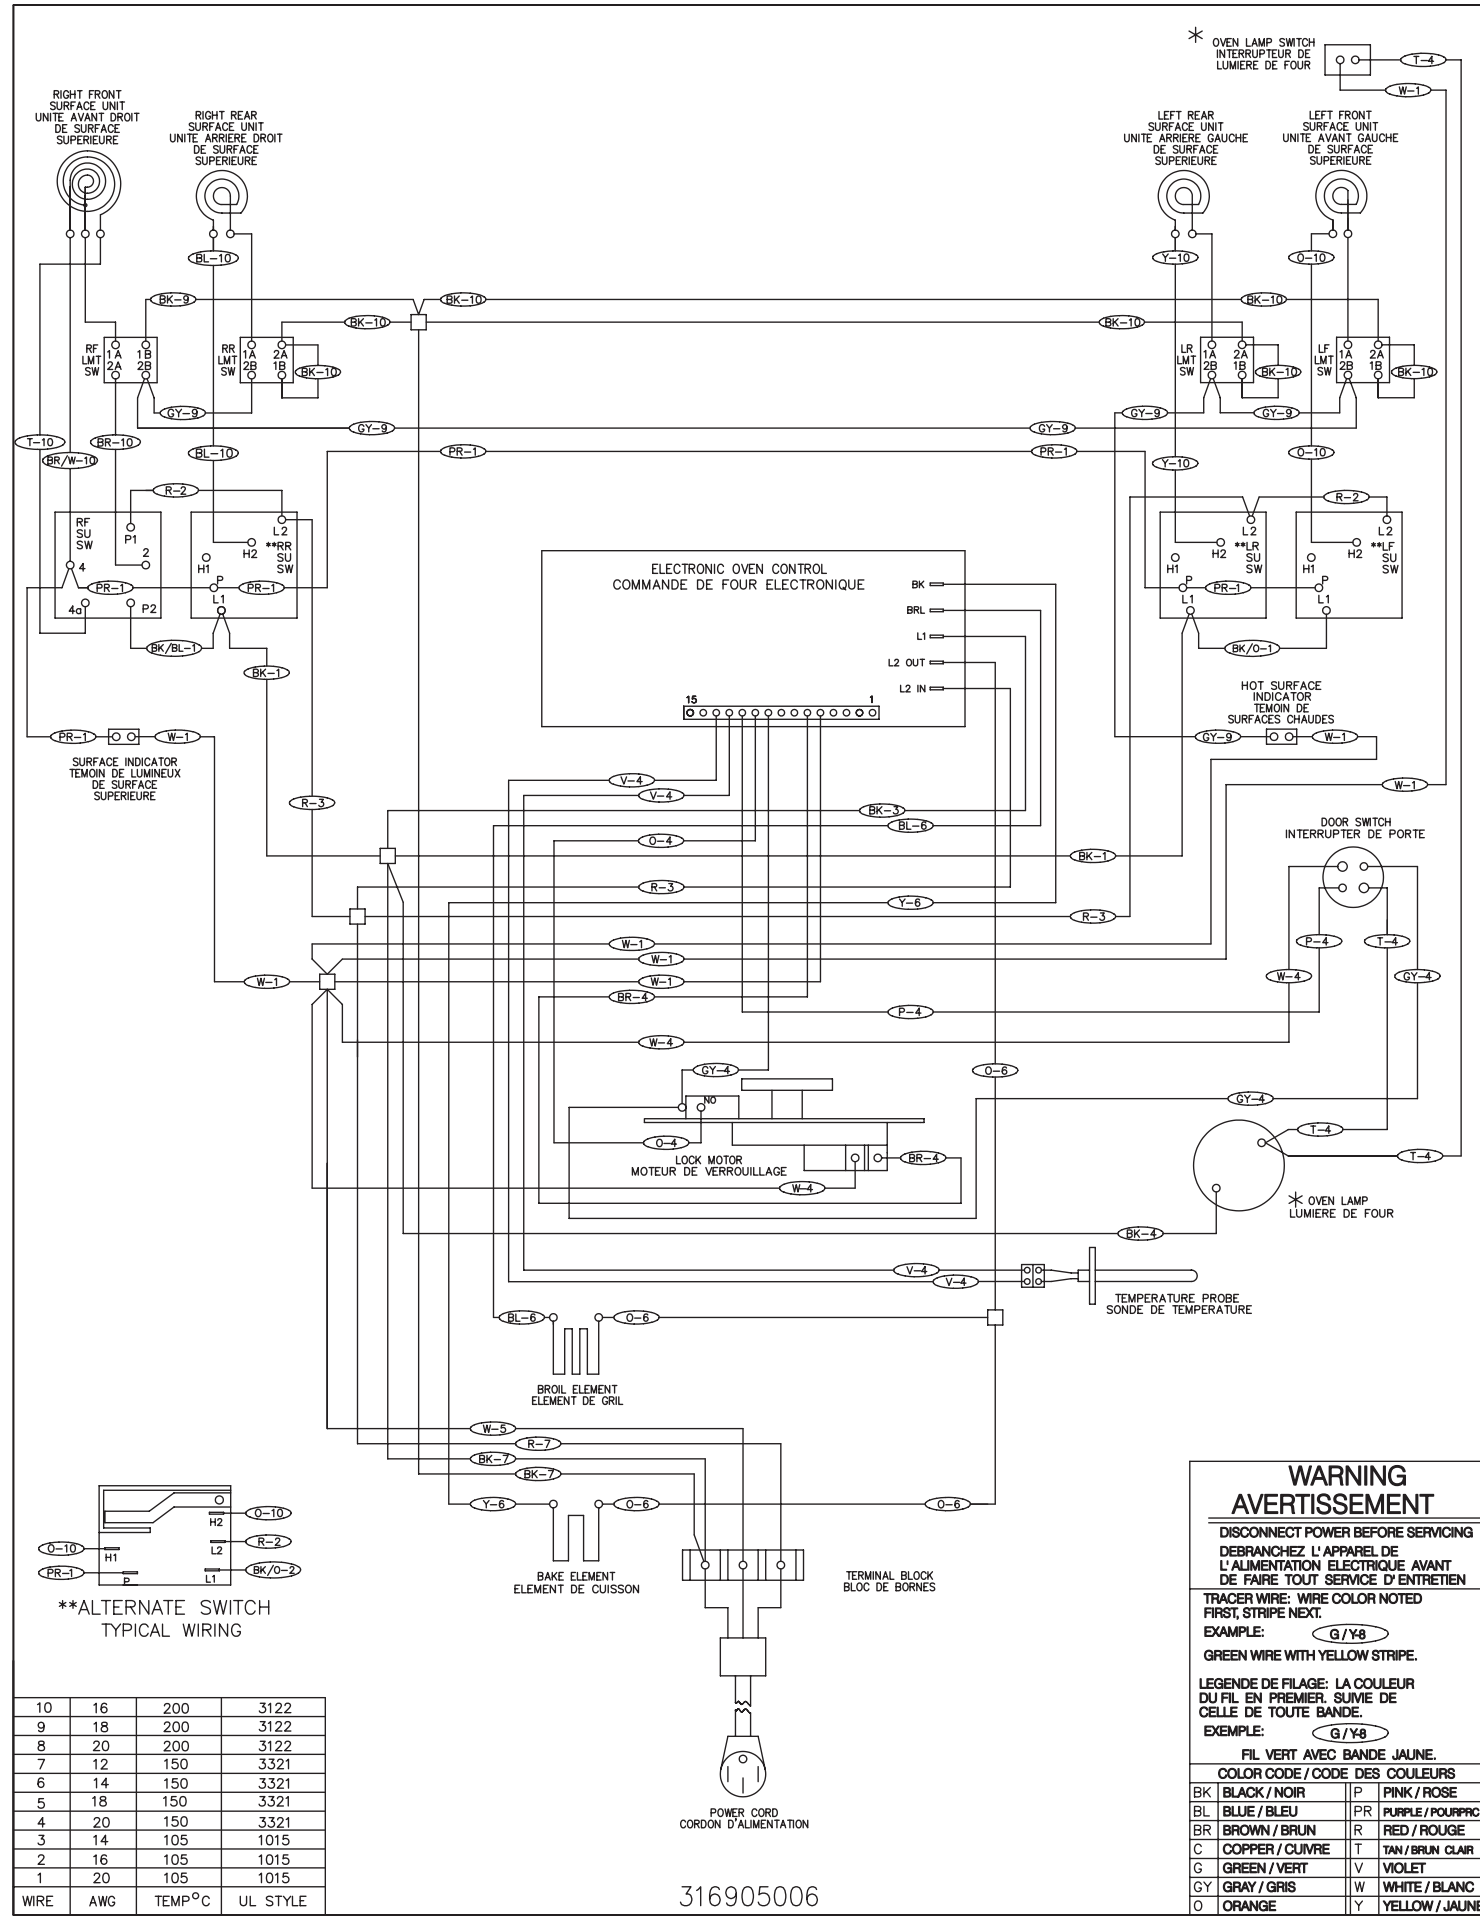 OVEN LAMP SWITCH
INTERRUPTEUR DE
LUMIERE DE FOUR
T-4
W-1
RIGHT FRONT
SURFACE UNIT
UNITE AVANT DROIT
DE SURFACE
SUPERIEURE
RIGHT REAR
SURFACE UNIT
UNITE ARRIERE DROIT
DE SURFACE
SUPERIEURE
LEFT REAR
SURFACE UNIT
UNITE ARRIERE GAUCHE
DE SURFACE
SUPERIEURE
LEFT FRONT
SURFACE UNIT
UNITE AVANT GAUCHE
DE SURFACE
SUPERIEURE
BL-10
Y-10
O-10
BK-9
BK-10
BK-10
BK-10
BK-10
RF
LMT
SW
1A 1B
2A 2B
RR
LMT
SW
1A 2A
2B 1B
BK-10
LR
LMT
SW
1A 2A
2B 1B
BK-10
LF
LMT
SW
1A 2A
2B 1B
BK-10
GY-9
GY-9
GY-9
GY-9
GY-9
T-10
BR-10
BR/W-10
BL-10
PR-1
PR-1
Y-10
O-10
R-2
R-2
RF
SU
SW
P1
2
4
4a
P2
PR-1
L2
H2
**RR
SU
SW
H1
P
L1
PR-1
L2
H2
**LR
SU
SW
H1
P
L1
PR-1
L2
H2
**LF
SU
SW
H1
P
L1
BK/BL-1
BK-1
BK/O-1
ELECTRONIC OVEN CONTROL
COMMANDE DE FOUR ELECTRONIQUE
BK
BRL
L1
L2 OUT
L2 IN
15 1
HOT SURFACE
INDICATOR
TEMOIN DE
SURFACES CHAUDES
GY-9
W-1
PR-1
W-1
SURFACE INDICATOR
TEMOIN DE LUMINEUX
DE SURFACE
SUPERIEURE
V-4
V-4
W-1
R-3
BK-3
BL-6
O-4
BK-1
DOOR SWITCH
INTERRUPTER DE PORTE
R-3
Y-6
R-3
W-1
W-1
W-1
W-1
BR-4
P-4
W-4
P-4
T-4
W-4
GY-4
GY-4
O-6
NO
GY-4
O-4
LOCK MOTOR
MOTEUR DE VERROUILLAGE
BR-4
W-4
T-4
T-4
OVEN LAMP
LUMIERE DE FOUR
BK-4
V-4
V-4
TEMPERATURE PROBE
SONDE DE TEMPERATURE
BL-6
O-6
BROIL ELEMENT
ELEMENT DE GRIL
W-5
R-7
BK-7
BK-7
Y-6
O-6
O-6
BAKE ELEMENT
ELEMENT DE CUISSON
TERMINAL BLOCK
BLOC DE BORNES
POWER CORD
CORDON D'ALIMENTATION
H2
O-10
L2
R-2
O-10
H1
PR-1
P
L1
BK/O-2
**ALTERNATE SWITCH
TYPICAL WIRING
10 16 200 3122
9 18 200 3122
8 20 200 3122
7 12 150 3321
6 14 150 3321
5 18 150 3321
4 20 150 3321
3 14 105 1015
2 16 105 1015
1 20 105 1015
WIRE AWG TEMP°C UL STYLE
316905006
WARNING
AVERTISSEMENT
DISCONNECT POWER BEFORE SERVICING
DEBRANCHEZ L'APPAREL DE
L'ALIMENTATION ELECTRIQUE AVANT
DE FAIRE TOUT SERVICE D'ENTRETIEN
TRACER WIRE: WIRE COLOR NOTED
FIRST, STRIPE NEXT.
EXAMPLE: G/Y-8
GREEN WIRE WITH YELLOW STRIPE.
LEGENDE DE FILAGE: LA COULEUR
DU FIL EN PREMIER. SUIVIE DE
CELLE DE TOUTE BANDE.
EXEMPLE: G/Y-8
FIL VERT AVEC BANDE JAUNE.
COLOR CODE / CODE DES COULEURS
BK BLACK / NOIR P PINK / ROSE
BL BLUE / BLEU PR PURPLE / POURPRC
BR BROWN / BRUN R RED / ROUGE
C COPPER / CUIVRE T TAN / BRUN CLAIR
G GREEN / VERT V VIOLET
GY GRAY / GRIS W WHITE / BLANC
O ORANGE Y YELLOW / JAUNE